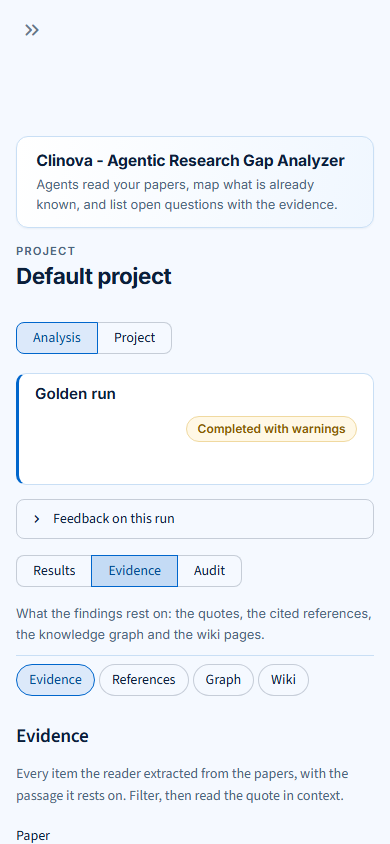 Clinova - Agentic Research Gap Analyzer
Agents read your papers, map what is already
known, and list open questions with the evidence.
PROJECT
Default project
Analysis
Project
Golden run
Completed with warnings
Feedback on this run
Results
Evidence
Audit
What the findings rest on: the quotes, the cited references,
the knowledge graph and the wiki pages.
Evidence
References
Graph
Wiki
Evidence
Every item the reader extracted from the papers, with the
passage it rests on. Filter, then read the quote in context.
Paper